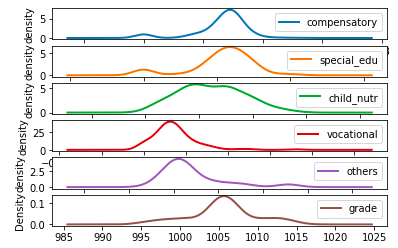 density
5
0
compensatory
density
5
0
special_edu
density
5
0
child_nutr
density
25
0
vocational
density
2.5
0.0
others
Density
0.1
0.0
grade
985 990 995 1000 1005 1010 1015 1020 1025